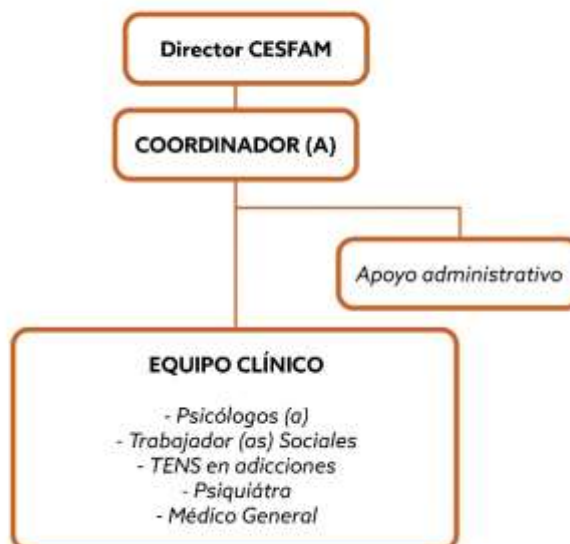 Director CESFAM
COORDINADOR (A)
Apoyo administrativo
EQUIPO CLÍNICO
- Psicólogos (a)
- Trabajador (as) Sociales
- TENS en adicciones
- Psiquiátra
- Médico General